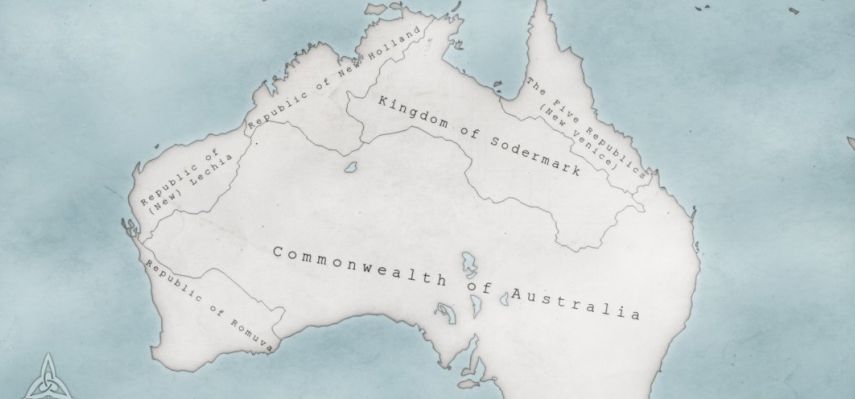 Republic of New Holland
Kingdom of Sodermark
The Five Republics
(New Venice)
Republic of
(New) Lechia
Commonwealth of Australia
Republic of Romuva